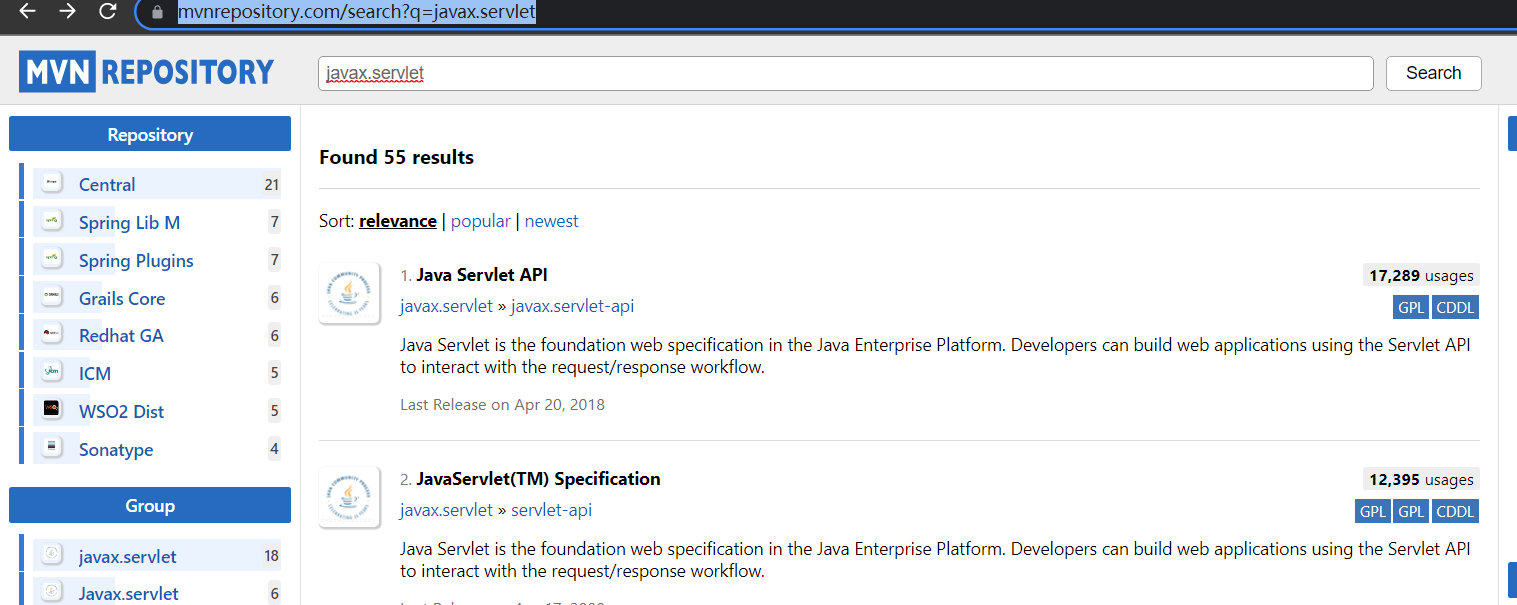 mvnrepository.com/search?q=javax.servlet
MVN REPOSITORY
javax.servlet
Search
Repository
Central 21
Spring Lib M 7
Spring Plugins 7
Grails Core 6
Redhat GA 6
ICM 5
WSO2 Dist 5
Sonatype 4
Group
javax.servlet 18
Javax.servlet 6
Found 55 results
Sort: relevance | popular | newest
1. Java Servlet API 17,289 usages
javax.servlet » javax.servlet-api GPL CDDL
Java Servlet is the foundation web specification in the Java Enterprise Platform. Developers can build web applications using the Servlet API
to interact with the request/response workflow.
Last Release on Apr 20, 2018
2. JavaServlet(TM) Specification 12,395 usages
javax.servlet » servlet-api GPL GPL CDDL
Java Servlet is the foundation web specification in the Java Enterprise Platform. Developers can build web applications using the Servlet API
to interact with the request/response workflow.